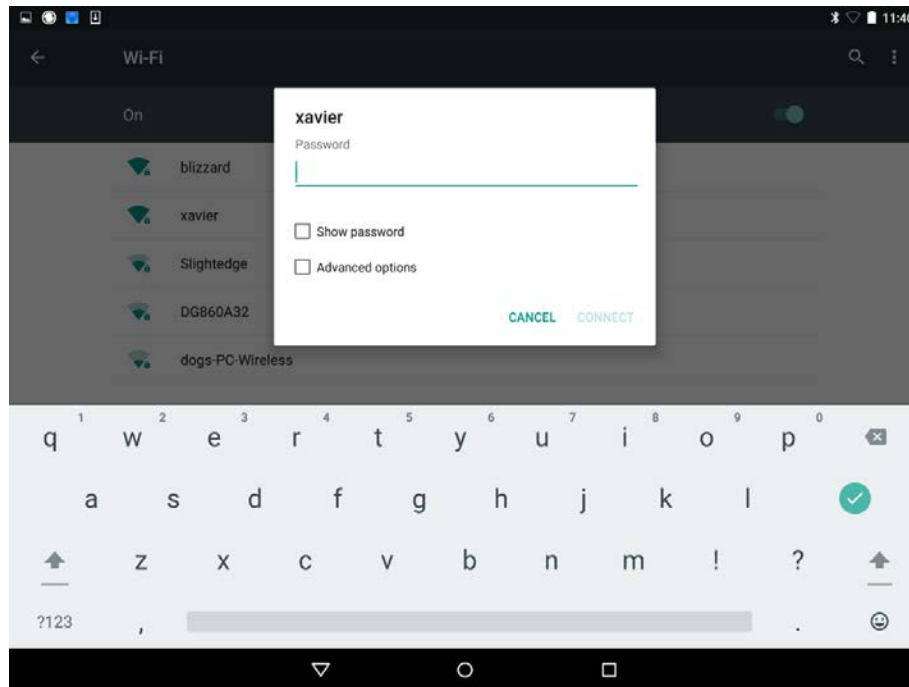 11:40
Wi-Fi
On
blizzard
xavier
Slightedge
DG860A32
dogs-PC-Wireless
xavier
Password
Show password
Advanced options
CANCEL CONNECT
1 2 3 4 5 6 7 8 9 0
q w e r t y u i o p
a s d f g h j k l
z x c v b n m ! ?
?123 , .